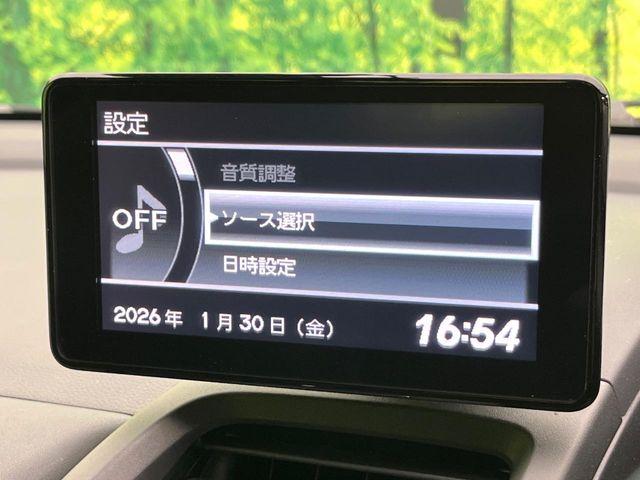 設定
音質調整
OFF
ソース選択
日時設定
2026年 1月30日（金） 16:54